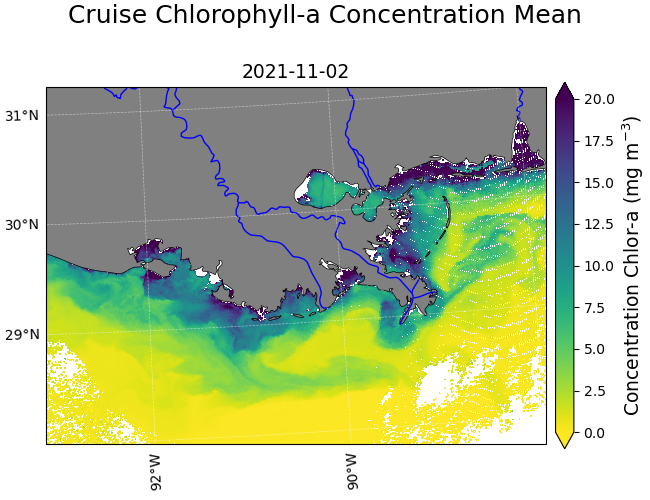 Cruise Chlorophyll-a Concentration Mean
2021-11-02
31°N
30°N
29°N
92°W
90°W
20.0
17.5
15.0
12.5
10.0
7.5
5.0
2.5
0.0
Concentration Chlor-a (mg m⁻³)